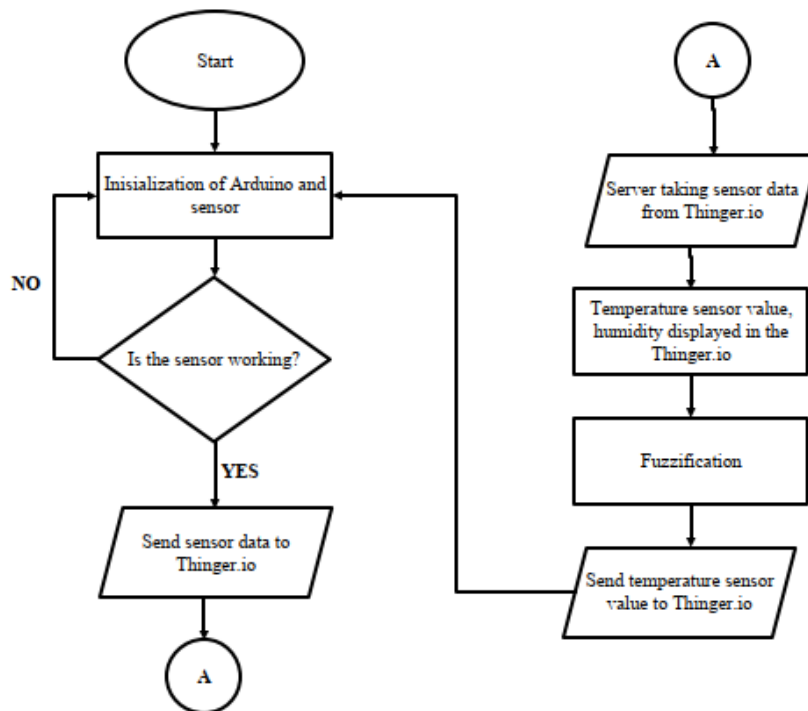 Start
Inisialization of Arduino and
sensor
NO
Is the sensor working?
YES
Send sensor data to
Thinger.io
A
A
Server taking sensor data
from Thinger.io
Temperature sensor value,
humidity displayed in the
Thinger.io
Fuzzification
Send temperature sensor
value to Thinger.io